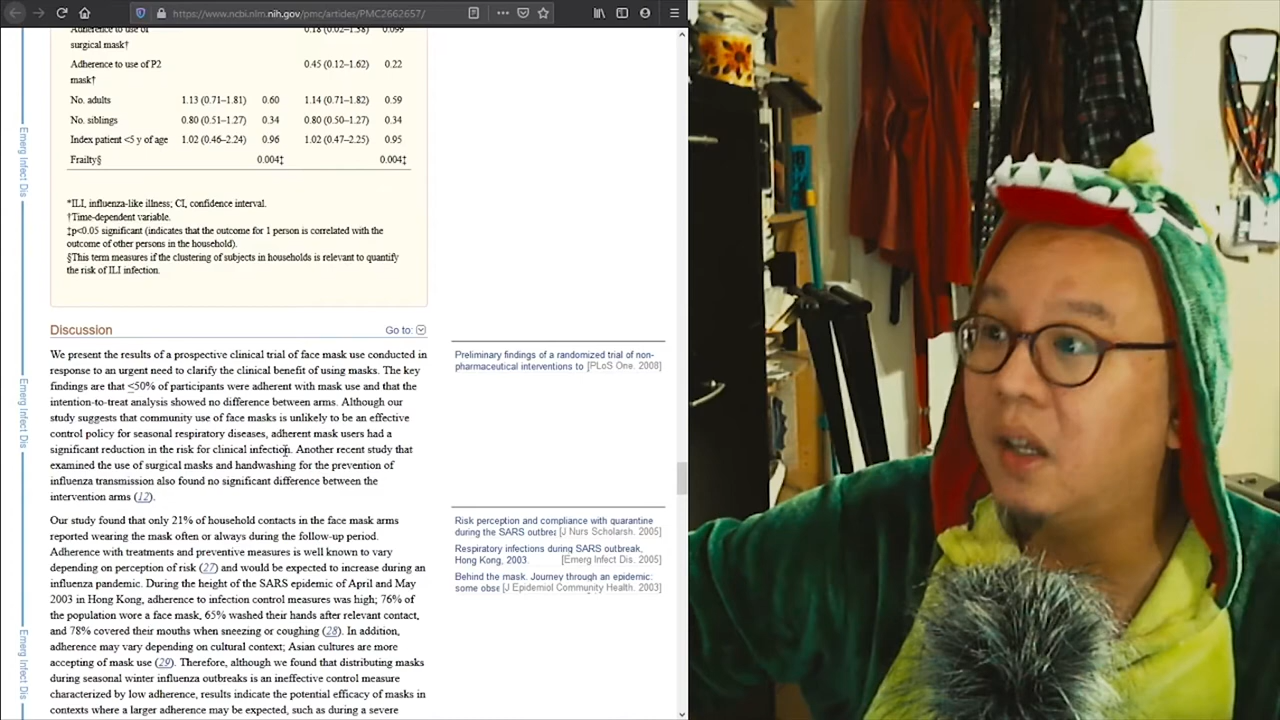 https://www.ncbi.nlm.nih.gov/pmc/articles/PMC2662657/
Adherence to use of 0.18 (0.02–1.58) 0.099
surgical mask†
Adherence to use of P2 0.45 (0.12–1.62) 0.22
mask†
No. adults 1.13 (0.71–1.81) 0.60 1.14 (0.71–1.82) 0.59
No. siblings 0.80 (0.51–1.27) 0.34 0.80 (0.50–1.27) 0.34
Index patient <5 y of age 1.02 (0.46–2.24) 0.96 1.02 (0.47–2.25) 0.95
Frailty§ 0.004‡ 0.004‡
*ILI, influenza-like illness; CI, confidence interval.
†Time-dependent variable.
‡p<0.05 significant (indicates that the outcome for 1 person is correlated with the
outcome of other persons in the household).
§This term measures if the clustering of subjects in households is relevant to quantify
the risk of ILI infection.
Emerg Infect Dis
Discussion Go to:
We present the results of a prospective clinical trial of face mask use conducted in
response to an urgent need to clarify the clinical benefit of using masks. The key
findings are that <50% of participants were adherent with mask use and that the
intention-to-treat analysis showed no difference between arms. Although our
study suggests that community use of face masks is unlikely to be an effective
control policy for seasonal respiratory diseases, adherent mask users had a
significant reduction in the risk for clinical infection. Another recent study that
examined the use of surgical masks and handwashing for the prevention of
influenza transmission also found no significant difference between the
intervention arms (12).
Preliminary findings of a randomized trial of non-
pharmaceutical interventions to [PLoS One. 2008]
Emerg Infect Dis
Our study found that only 21% of household contacts in the face mask arms
reported wearing the mask often or always during the follow-up period.
Adherence with treatments and preventive measures is well known to vary
depending on perception of risk (27) and would be expected to increase during an
influenza pandemic. During the height of the SARS epidemic of April and May
2003 in Hong Kong, adherence to infection control measures was high; 76% of
the population wore a face mask, 65% washed their hands after relevant contact,
and 78% covered their mouths when sneezing or coughing (28). In addition,
adherence may vary depending on cultural context; Asian cultures are more
accepting of mask use (29). Therefore, although we found that distributing masks
during seasonal winter influenza outbreaks is an ineffective control measure
characterized by low adherence, results indicate the potential efficacy of masks in
contexts where a larger adherence may be expected, such as during a severe
Risk perception and compliance with quarantine
during the SARS outbrea [J Nurs Scholarsh. 2005]
Respiratory infections during SARS outbreak,
Hong Kong, 2003. [Emerg Infect Dis. 2005]
Behind the mask. Journey through an epidemic:
some obse [J Epidemiol Community Health. 2003]
Emerg Infect Dis